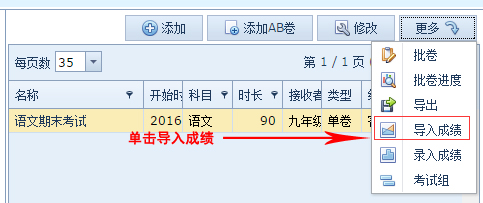 添加 添加AB卷 修改 更多
每页数 35 第 1 / 1 页 (
批卷
批卷进度
导出
名称 开始时 科目 时长 接收者 类型
语文期末考试 2016 语文 90 九年级 单卷
导入成绩
单击导入成绩
录入成绩
考试组